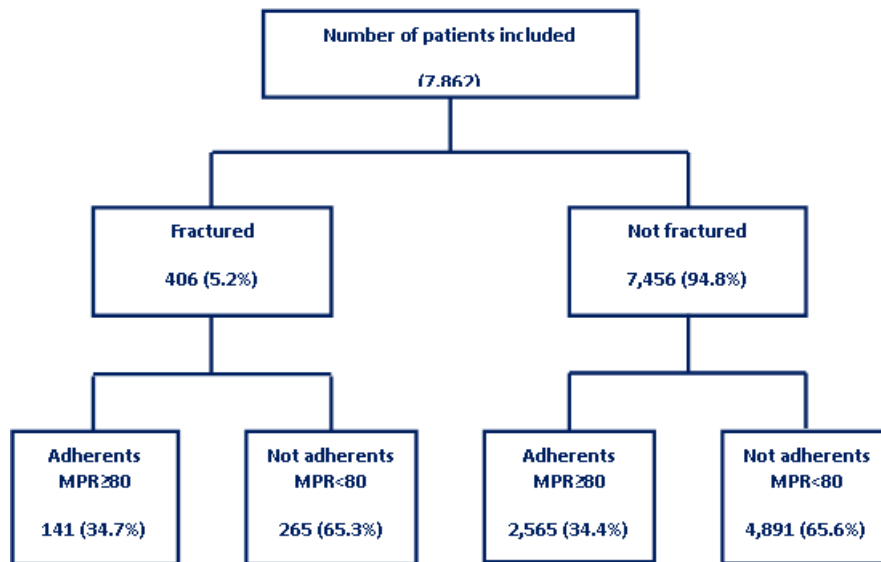 Number of patients included
(7,862)
Fractured
406 (5.2%)
Not fractured
7,456 (94.8%)
Adherents
MPR≥80
141 (34.7%)
Not adherents
MPR<80
265 (65.3%)
Adherents
MPR≥80
2,565 (34.4%)
Not adherents
MPR<80
4,891 (65.6%)